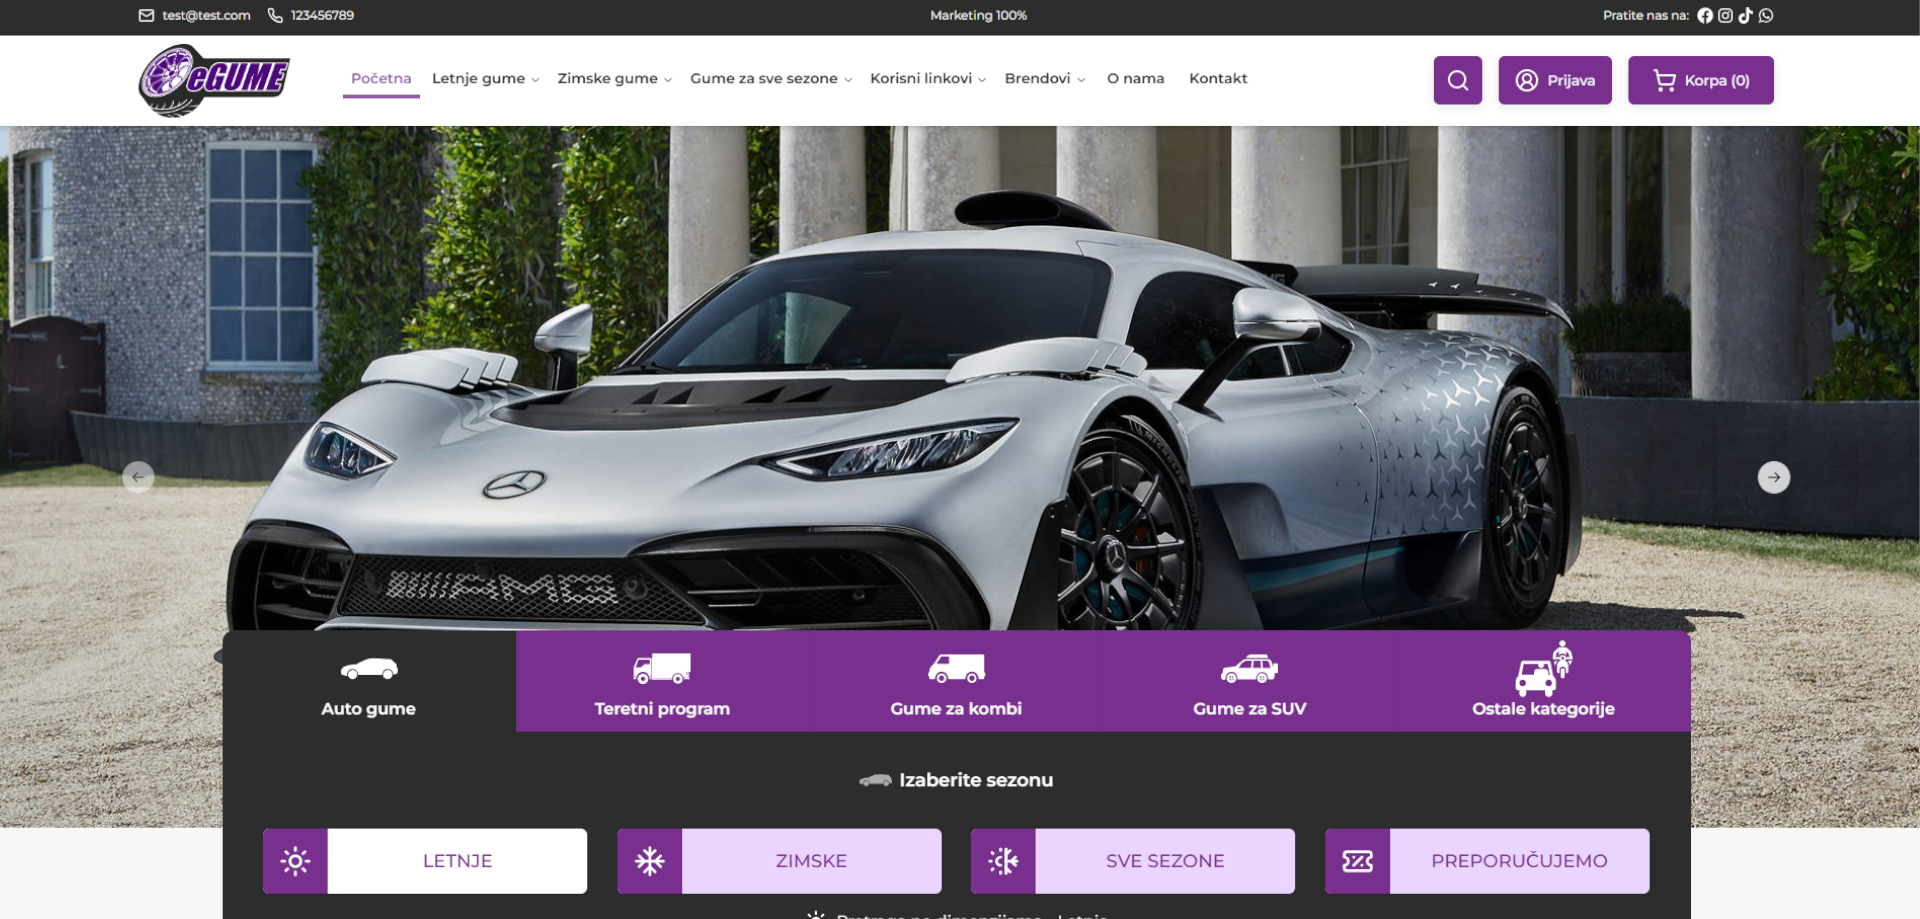 test@test.com
123456789
Marketing 100%
Pratite nas na:
eGUME
Početna
Letnje gume
Zimske gume
Gume za sve sezone
Korisni linkovi
Brendovi
O nama
Kontakt
Prijava
Korpa (0)
MICHELIN
AMG
Auto gume
Teretni program
Gume za kombi
Gume za SUV
Ostale kategorije
Izaberite sezonu
LETNJE
ZIMSKE
SVE SEZONE
PREPORUČUJEMO